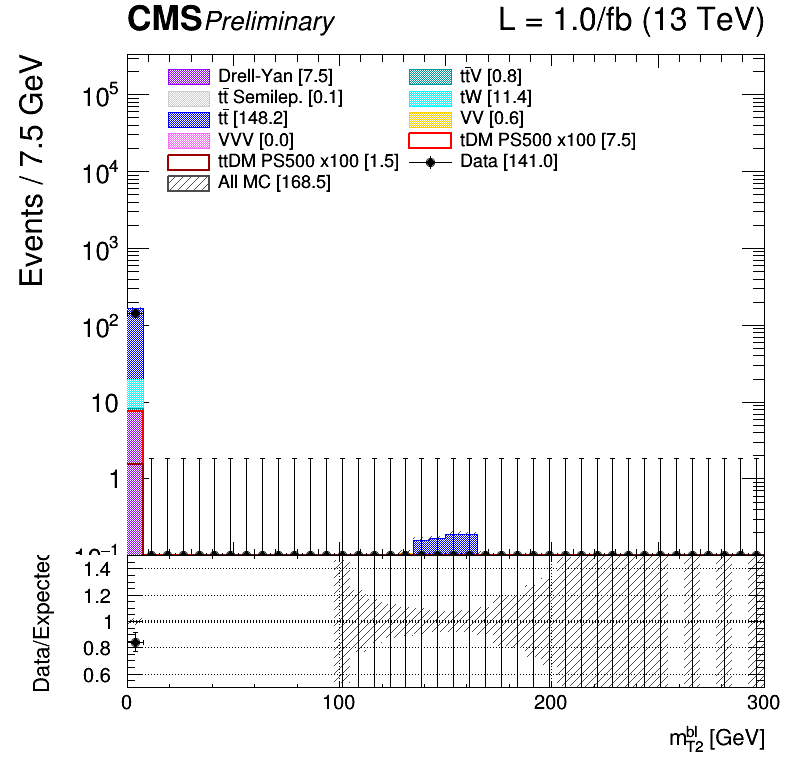 CMS Preliminary L = 1.0/fb (13 TeV)
Events / 7.5 GeV
Drell-Yan [7.5] tt̄V [0.8]
tt̄ Semilep. [0.1] tW [11.4]
tt̄ [148.2] VV [0.6]
VVV [0.0] tDM PS500 x100 [7.5]
ttDM PS500 x100 [1.5] Data [141.0]
All MC [168.5]
10⁵
10⁴
10³
10²
10
1
10⁻¹
Data/Expected
1.4
1.2
1
0.8
0.6
0 100 200 300
m_{T2}^{bl} [GeV]